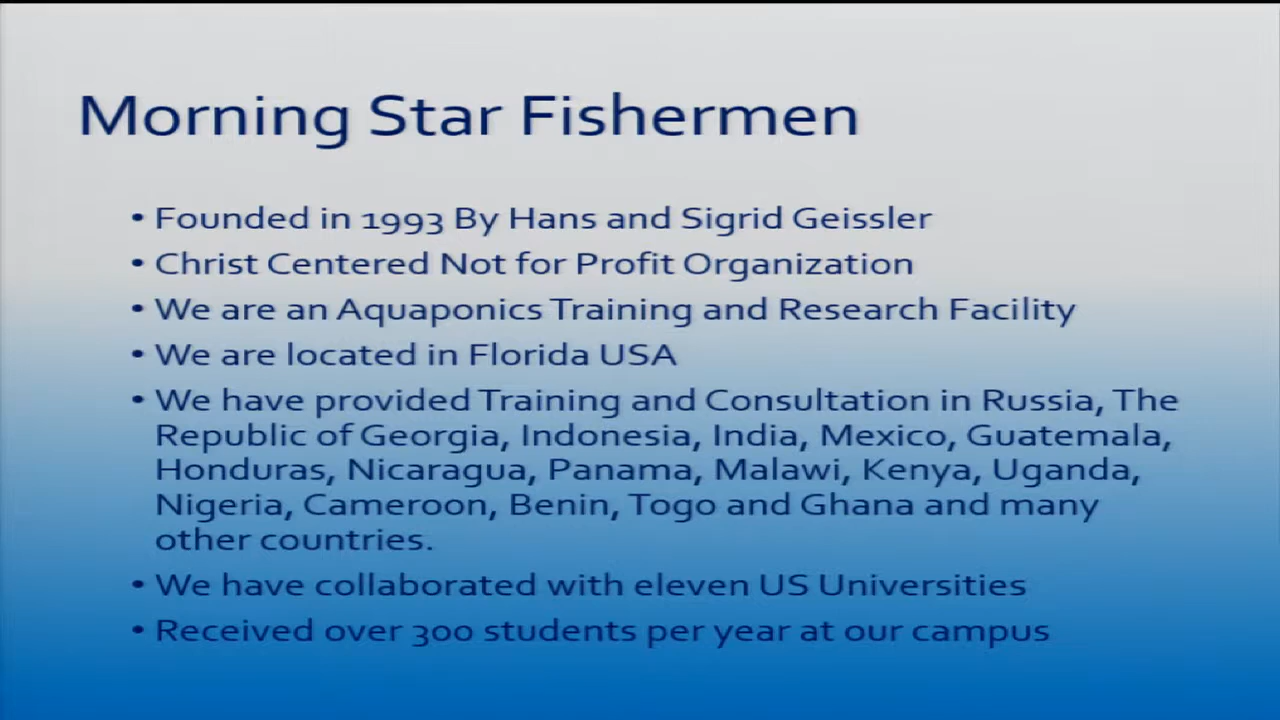 Morning Star Fishermen
• Founded in 1993 By Hans and Sigrid Geissler
• Christ Centered Not for Profit Organization
• We are an Aquaponics Training and Research Facility
• We are located in Florida USA
• We have provided Training and Consultation in Russia, The
Republic of Georgia, Indonesia, India, Mexico, Guatemala,
Honduras, Nicaragua, Panama, Malawi, Kenya, Uganda,
Nigeria, Cameroon, Benin, Togo and Ghana and many
other countries.
• We have collaborated with eleven US Universities
• Received over 300 students per year at our campus